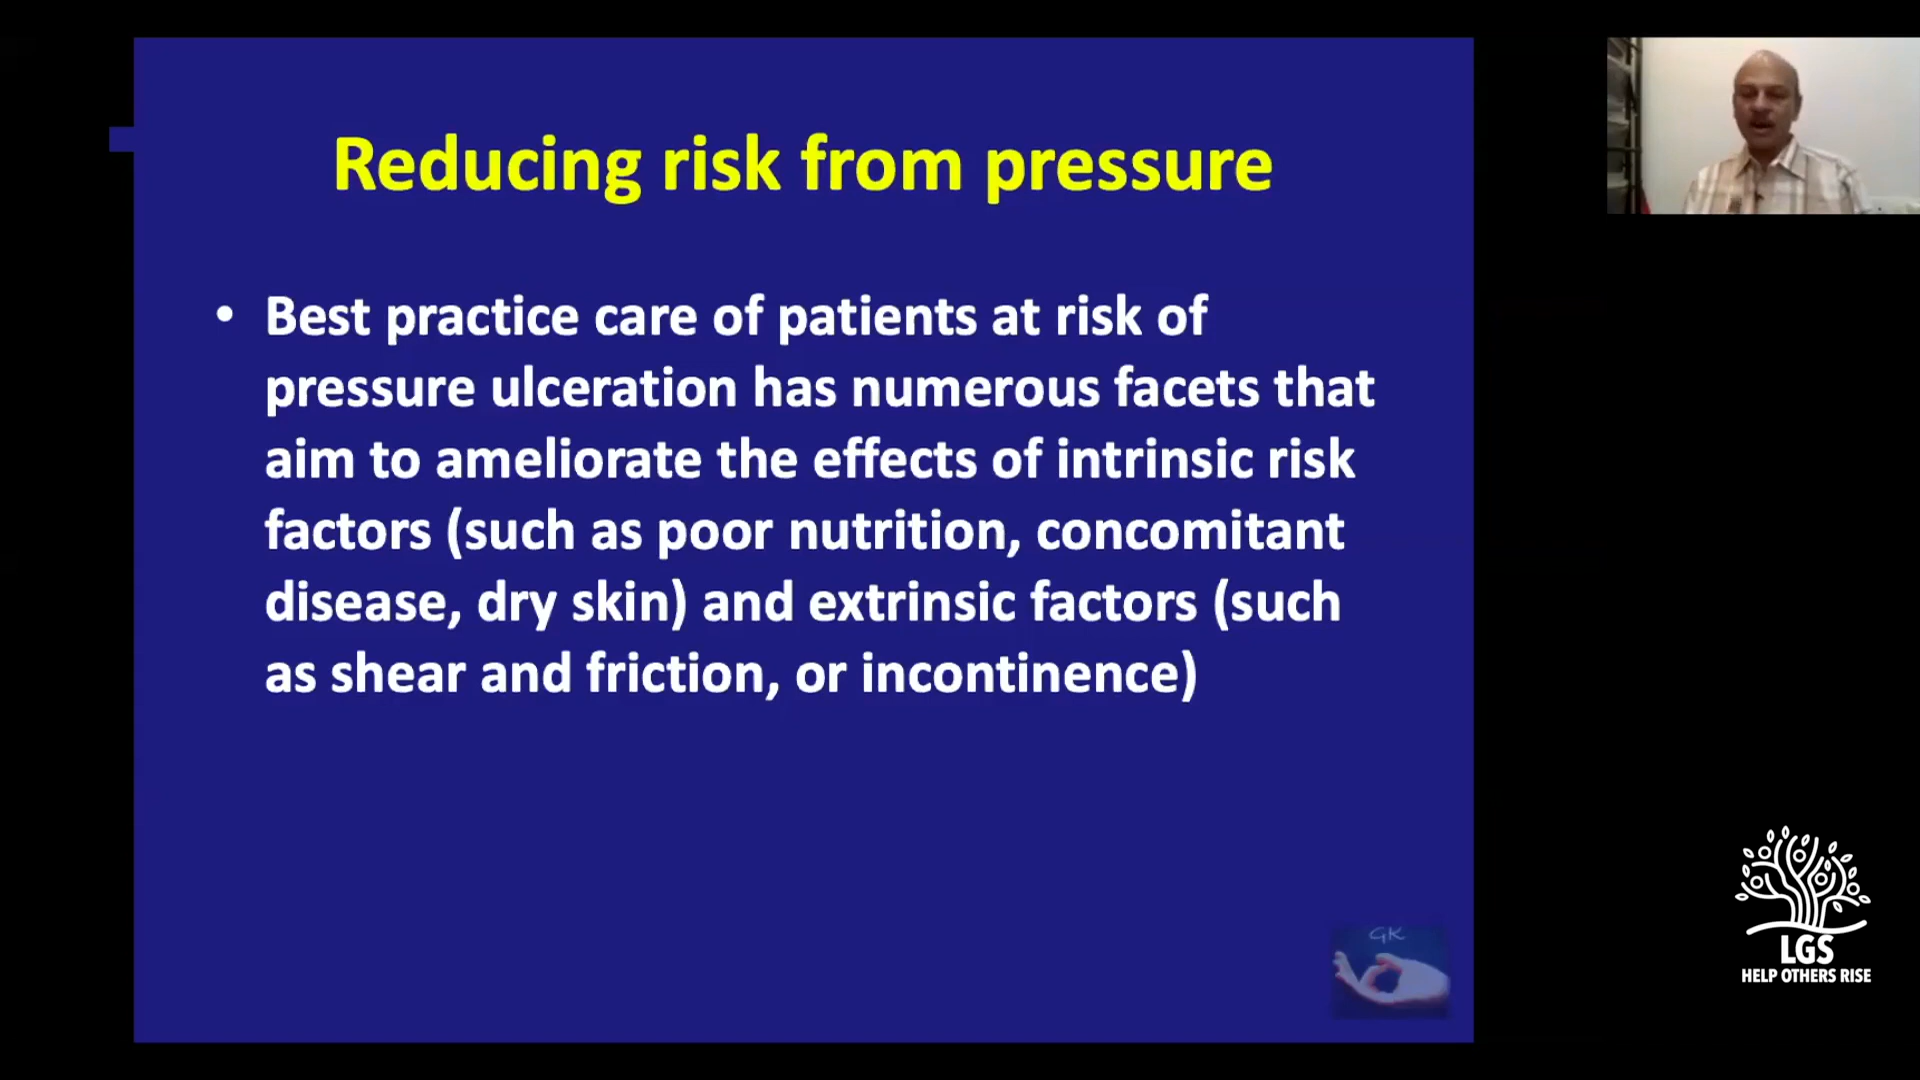 Reducing risk from pressure
• Best practice care of patients at risk of
pressure ulceration has numerous facets that
aim to ameliorate the effects of intrinsic risk
factors (such as poor nutrition, concomitant
disease, dry skin) and extrinsic factors (such
as shear and friction, or incontinence)
GK
LGS
HELP OTHERS RISE